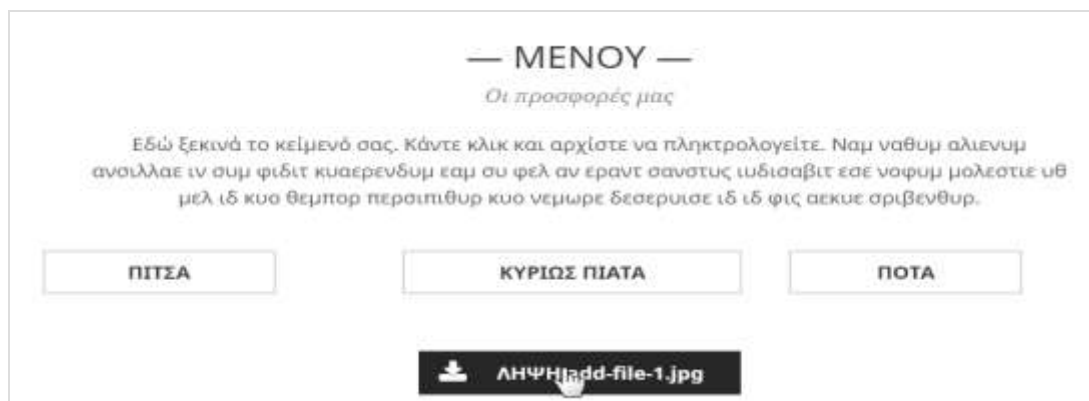 — ΜΕΝΟΥ —
Οι προσφορές μας
Εδώ ξεκινά το κείμενό σας. Κάντε κλικ και αρχίστε να πληκτρολογείτε. Ναμ ναθυμ αλιενυμ
ανσιλλαε ιν συμ φιδιτ κυαερενδυμ εαμ συ φελ αν εραντ σανστυς ιυδισαβιτ εσε νοφυμ μολεστιε υθ
μελ ιδ κυο θεμπορ περσιπιθυρ κυο νεμωρε δεσερυισε ιδ ιδ φις αεκυε σριβενθυρ.
ΠΙΤΣΑ
ΚΥΡΙΩΣ ΠΙΑΤΑ
ΠΟΤΑ
ΛΗΨΗ add-file-1.jpg